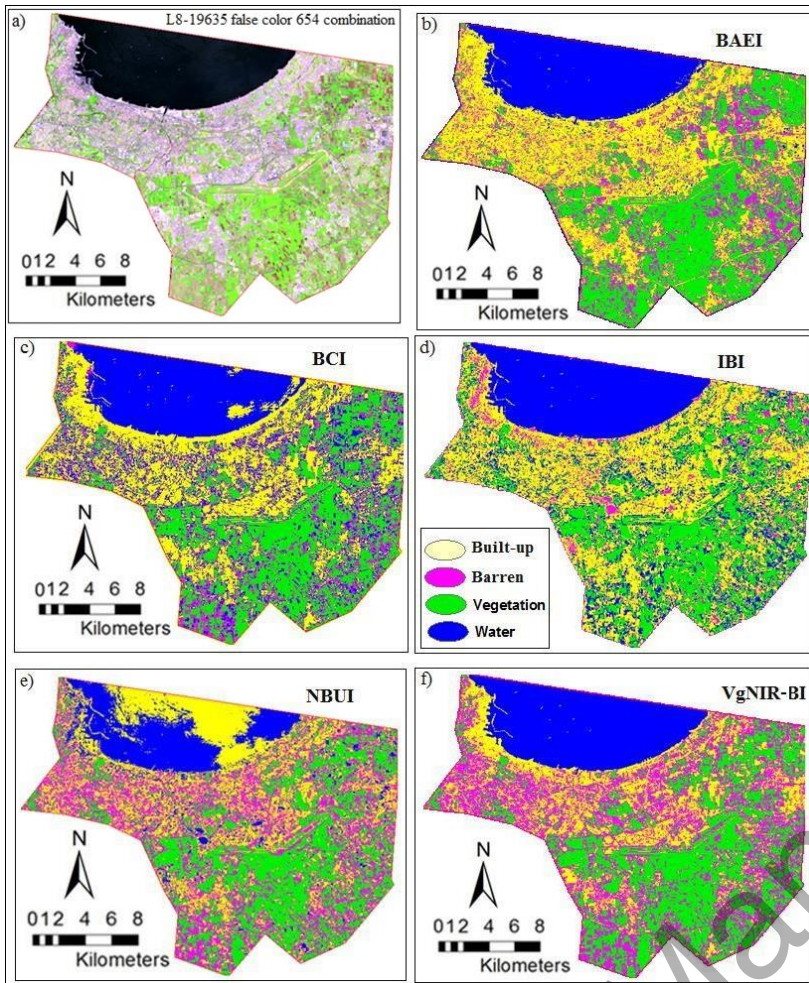 a)
L8-19635 false color 654 combination
N
012 4 6 8
Kilometers
b)
BAEI
N
012 4 6 8
Kilometers
c)
BCI
N
012 4 6 8
Kilometers
d)
IBI
Built-up
Barren
Vegetation
Water
e)
NBUI
N
012 4 6 8
Kilometers
f)
VgNIR-BI
N
012 4 6 8
Kilometers
Man